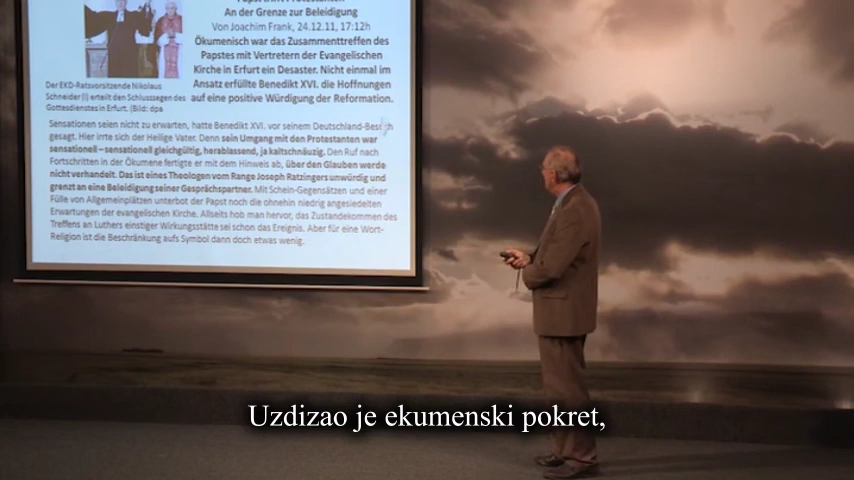 An der Grenze zur Beleidigung
Von Joachim Frank, 24.12.11, 17:12h
Ökumenisch war das Zusammentreffen des
Papstes mit Vertretern der Evangelischen
Kirche in Erfurt ein Desaster. Nicht einmal im
Ansatz erfüllte Benedikt XVI. die Hoffnungen
auf eine positive Würdigung der Reformation.
Der EKD-Ratsvorsitzende Nikolaus
Schneider (l) erteilt den Schlusssegen des
Gottesdienstes in Erfurt. (Bild: dpa
Sensationen seien nicht zu erwarten, hatte Benedikt XVI. vor seinem Deutschland-Besuch
gesagt. Hier irrte sich der Heilige Vater. Denn sein Umgang mit den Protestanten war
sensationell – sensationell gleichgültig, herablassend, ja kaltschnäuzig. Den Ruf nach
Fortschritten in der Ökumene fertigte er mit dem Hinweis ab, über den Glauben werde
nicht verhandelt. Das ist eines Theologen vom Range Joseph Ratzingers unwürdig und
grenzt an eine Beleidigung seiner Gesprächspartner. Mit Schein-Gegensätzen und einer
Fülle von Allgemeinplätzen unterbot der Papst noch die ohnehin niedrig angesiedelten
Erwartungen der evangelischen Kirche. Allseits hob man hervor, das Zustandekommen des
Treffens an Luthers einstiger Wirkungsstätte sei schon das Ereignis. Aber für eine Wort-
Religion ist die Beschränkung aufs Symbol dann doch etwas wenig.
Uzdizao je ekumenski pokret,